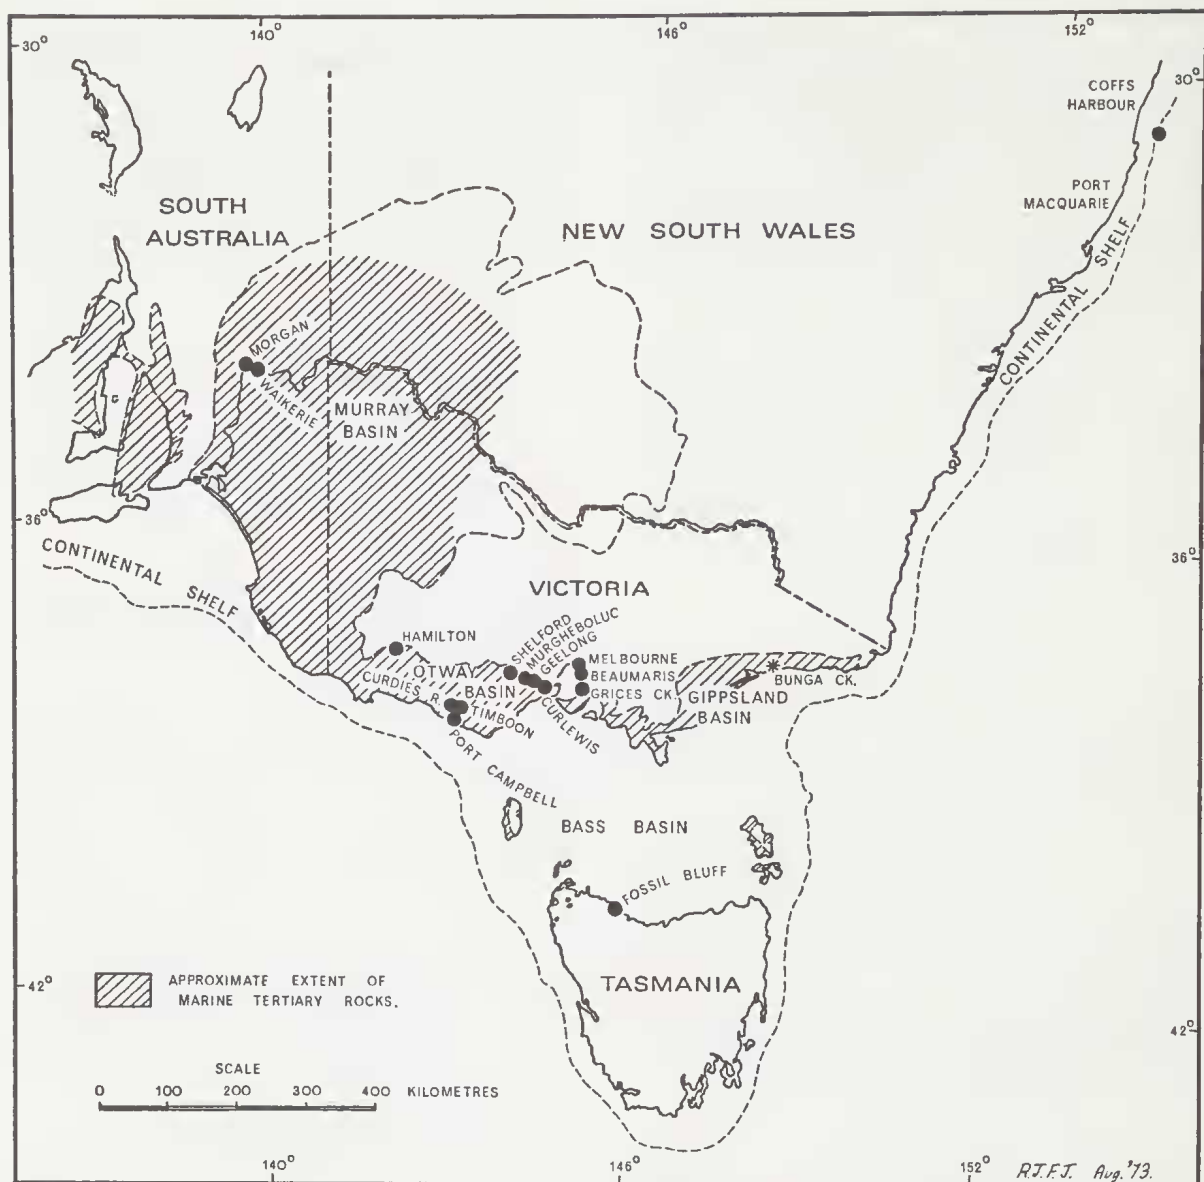 140°
146°
152°
30°
30°
COFFS
HARBOUR
PORT
MACQUARIE
SOUTH
AUSTRALIA
NEW SOUTH WALES
CONTINENTAL SHELF
MORGAN
WAIKERIE
MURRAY
BASIN
G
36°
36°
CONTINENTAL SHELF
VICTORIA
HAMILTON
SHELFORD
MURGHEBOLUC
GEELONG
MELBOURNE
BEAUMARIS
GRICES CK.
BUNGA CK.
OTWAY
BASIN
CURDIES R.
TIMBOON
CURLEWIS
PORT CAMPBELL
GIPPSLAND
BASIN
BASS BASIN
FOSSIL BLUFF
TASMANIA
42°
42°
APPROXIMATE EXTENT OF
MARINE TERTIARY ROCKS.
SCALE
0 100 200 300 400 KILOMETRES
140°
146°
152°
R.J.F.J. Aug.'73.